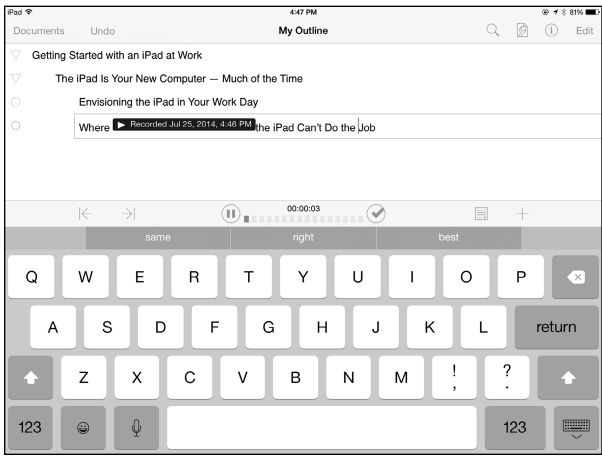 iPad 4:47 PM 81%
Documents Undo My Outline Edit
Getting Started with an iPad at Work
The iPad Is Your New Computer — Much of the Time
Envisioning the iPad in Your Work Day
Where Recorded Jul 25, 2014, 4:46 PM the iPad Can't Do the Job
00:00:03
same right best
Q W E R T Y U I O P
A S D F G H J K L return
Z X C V B N M ! , ? .
123 123